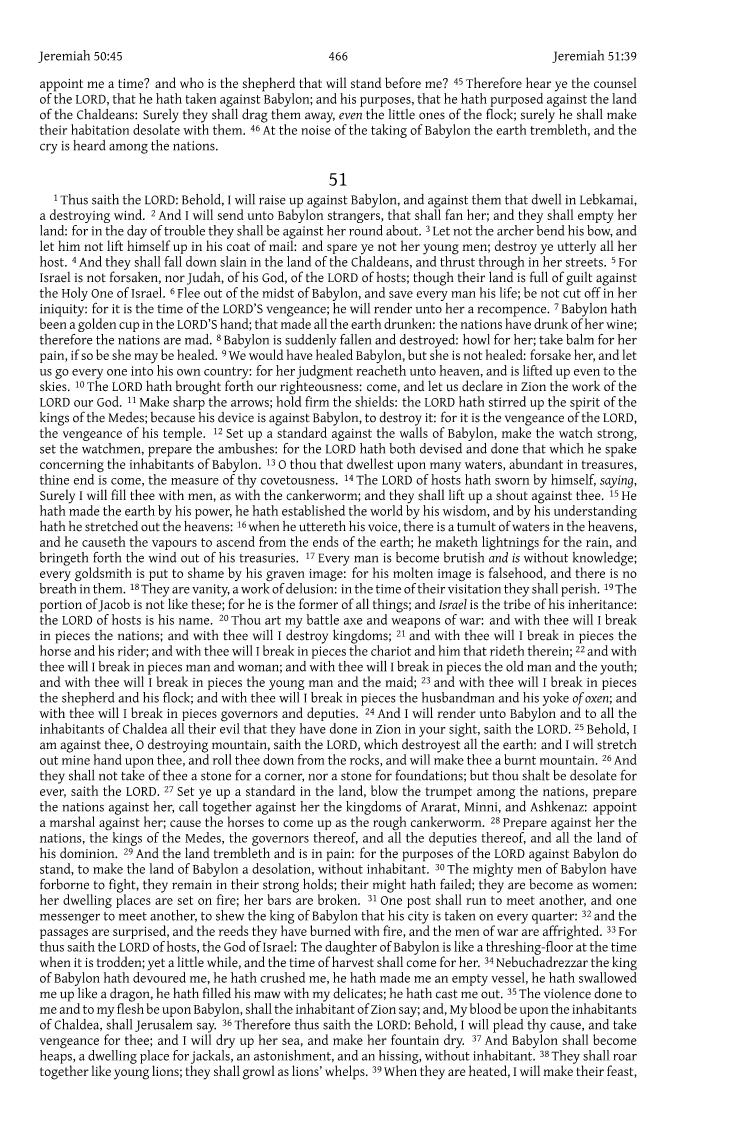 Jeremiah 50:45 466 Jeremiah 51:39
appoint me a time? and who is the shepherd that will stand before me? 45 Therefore hear ye the counsel
of the LORD, that he hath taken against Babylon; and his purposes, that he hath purposed against the land
of the Chaldeans: Surely they shall drag them away, even the little ones of the flock; surely he shall make
their habitation desolate with them. 46 At the noise of the taking of Babylon the earth trembleth, and the
cry is heard among the nations.
51
1 Thus saith the LORD: Behold, I will raise up against Babylon, and against them that dwell in Lebkamai,
a destroying wind. 2 And I will send unto Babylon strangers, that shall fan her; and they shall empty her
land: for in the day of trouble they shall be against her round about. 3 Let not the archer bend his bow, and
let him not lift himself up in his coat of mail: and spare ye not her young men; destroy ye utterly all her
host. 4 And they shall fall down slain in the land of the Chaldeans, and thrust through in her streets. 5 For
Israel is not forsaken, nor Judah, of his God, of the LORD of hosts; though their land is full of guilt against
the Holy One of Israel. 6 Flee out of the midst of Babylon, and save every man his life; be not cut off in her
iniquity: for it is the time of the LORD'S vengeance; he will render unto her a recompence. 7 Babylon hath
been a golden cup in the LORD'S hand; that made all the earth drunken: the nations have drunk of her wine;
therefore the nations are mad. 8 Babylon is suddenly fallen and destroyed: howl for her; take balm for her
pain, if so be she may be healed. 9 We would have healed Babylon, but she is not healed: forsake her, and let
us go every one into his own country: for her judgment reacheth unto heaven, and is lifted up even to the
skies. 10 The LORD hath brought forth our righteousness: come, and let us declare in Zion the work of the
LORD our God. 11 Make sharp the arrows; hold firm the shields: the LORD hath stirred up the spirit of the
kings of the Medes; because his device is against Babylon, to destroy it: for it is the vengeance of the LORD,
the vengeance of his temple. 12 Set up a standard against the walls of Babylon, make the watch strong,
set the watchmen, prepare the ambushes: for the LORD hath both devised and done that which he spake
concerning the inhabitants of Babylon. 13 O thou that dwellest upon many waters, abundant in treasures,
thine end is come, the measure of thy covetousness. 14 The LORD of hosts hath sworn by himself, saying,
Surely I will fill thee with men, as with the cankerworm; and they shall lift up a shout against thee. 15 He
hath made the earth by his power, he hath established the world by his wisdom, and by his understanding
hath he stretched out the heavens: 16 when he uttereth his voice, there is a tumult of waters in the heavens,
and he causeth the vapours to ascend from the ends of the earth; he maketh lightnings for the rain, and
bringeth forth the wind out of his treasuries. 17 Every man is become brutish and is without knowledge;
every goldsmith is put to shame by his graven image: for his molten image is falsehood, and there is no
breath in them. 18 They are vanity, a work of delusion: in the time of their visitation they shall perish. 19 The
portion of Jacob is not like these; for he is the former of all things; and Israel is the tribe of his inheritance:
the LORD of hosts is his name. 20 Thou art my battle axe and weapons of war: and with thee will I break
in pieces the nations; and with thee will I destroy kingdoms; 21 and with thee will I break in pieces the
horse and his rider; and with thee will I break in pieces the chariot and him that rideth therein; 22 and with
thee will I break in pieces man and woman; and with thee will I break in pieces the old man and the youth;
and with thee will I break in pieces the young man and the maid; 23 and with thee will I break in pieces
the shepherd and his flock; and with thee will I break in pieces the husbandman and his yoke of oxen; and
with thee will I break in pieces governors and deputies. 24 And I will render unto Babylon and to all the
inhabitants of Chaldea all their evil that they have done in Zion in your sight, saith the LORD. 25 Behold, I
am against thee, O destroying mountain, saith the LORD, which destroyest all the earth: and I will stretch
out mine hand upon thee, and roll thee down from the rocks, and will make thee a burnt mountain. 26 And
they shall not take of thee a stone for a corner, nor a stone for foundations; but thou shalt be desolate for
ever, saith the LORD. 27 Set ye up a standard in the land, blow the trumpet among the nations, prepare
the nations against her, call together against her the kingdoms of Ararat, Minni, and Ashkenaz: appoint
a marshal against her; cause the horses to come up as the rough cankerworm. 28 Prepare against her the
nations, the kings of the Medes, the governors thereof, and all the deputies thereof, and all the land of
his dominion. 29 And the land trembleth and is in pain: for the purposes of the LORD against Babylon do
stand, to make the land of Babylon a desolation, without inhabitant. 30 The mighty men of Babylon have
forborne to fight, they remain in their strong holds; their might hath failed; they are become as women:
her dwelling places are set on fire; her bars are broken. 31 One post shall run to meet another, and one
messenger to meet another, to shew the king of Babylon that his city is taken on every quarter: 32 and the
passages are surprised, and the reeds they have burned with fire, and the men of war are affrighted. 33 For
thus saith the LORD of hosts, the God of Israel: The daughter of Babylon is like a threshing-floor at the time
when it is trodden; yet a little while, and the time of harvest shall come for her. 34 Nebuchadrezzar the king
of Babylon hath devoured me, he hath crushed me, he hath made me an empty vessel, he hath swallowed
me up like a dragon, he hath filled his maw with my delicates; he hath cast me out. 35 The violence done to
me and to my flesh be upon Babylon, shall the inhabitant of Zion say; and, My blood be upon the inhabitants
of Chaldea, shall Jerusalem say. 36 Therefore thus saith the LORD: Behold, I will plead thy cause, and take
vengeance for thee; and I will dry up her sea, and make her fountain dry. 37 And Babylon shall become
heaps, a dwelling place for jackals, an astonishment, and an hissing, without inhabitant. 38 They shall roar
together like young lions; they shall growl as lions' whelps. 39 When they are heated, I will make their feast,